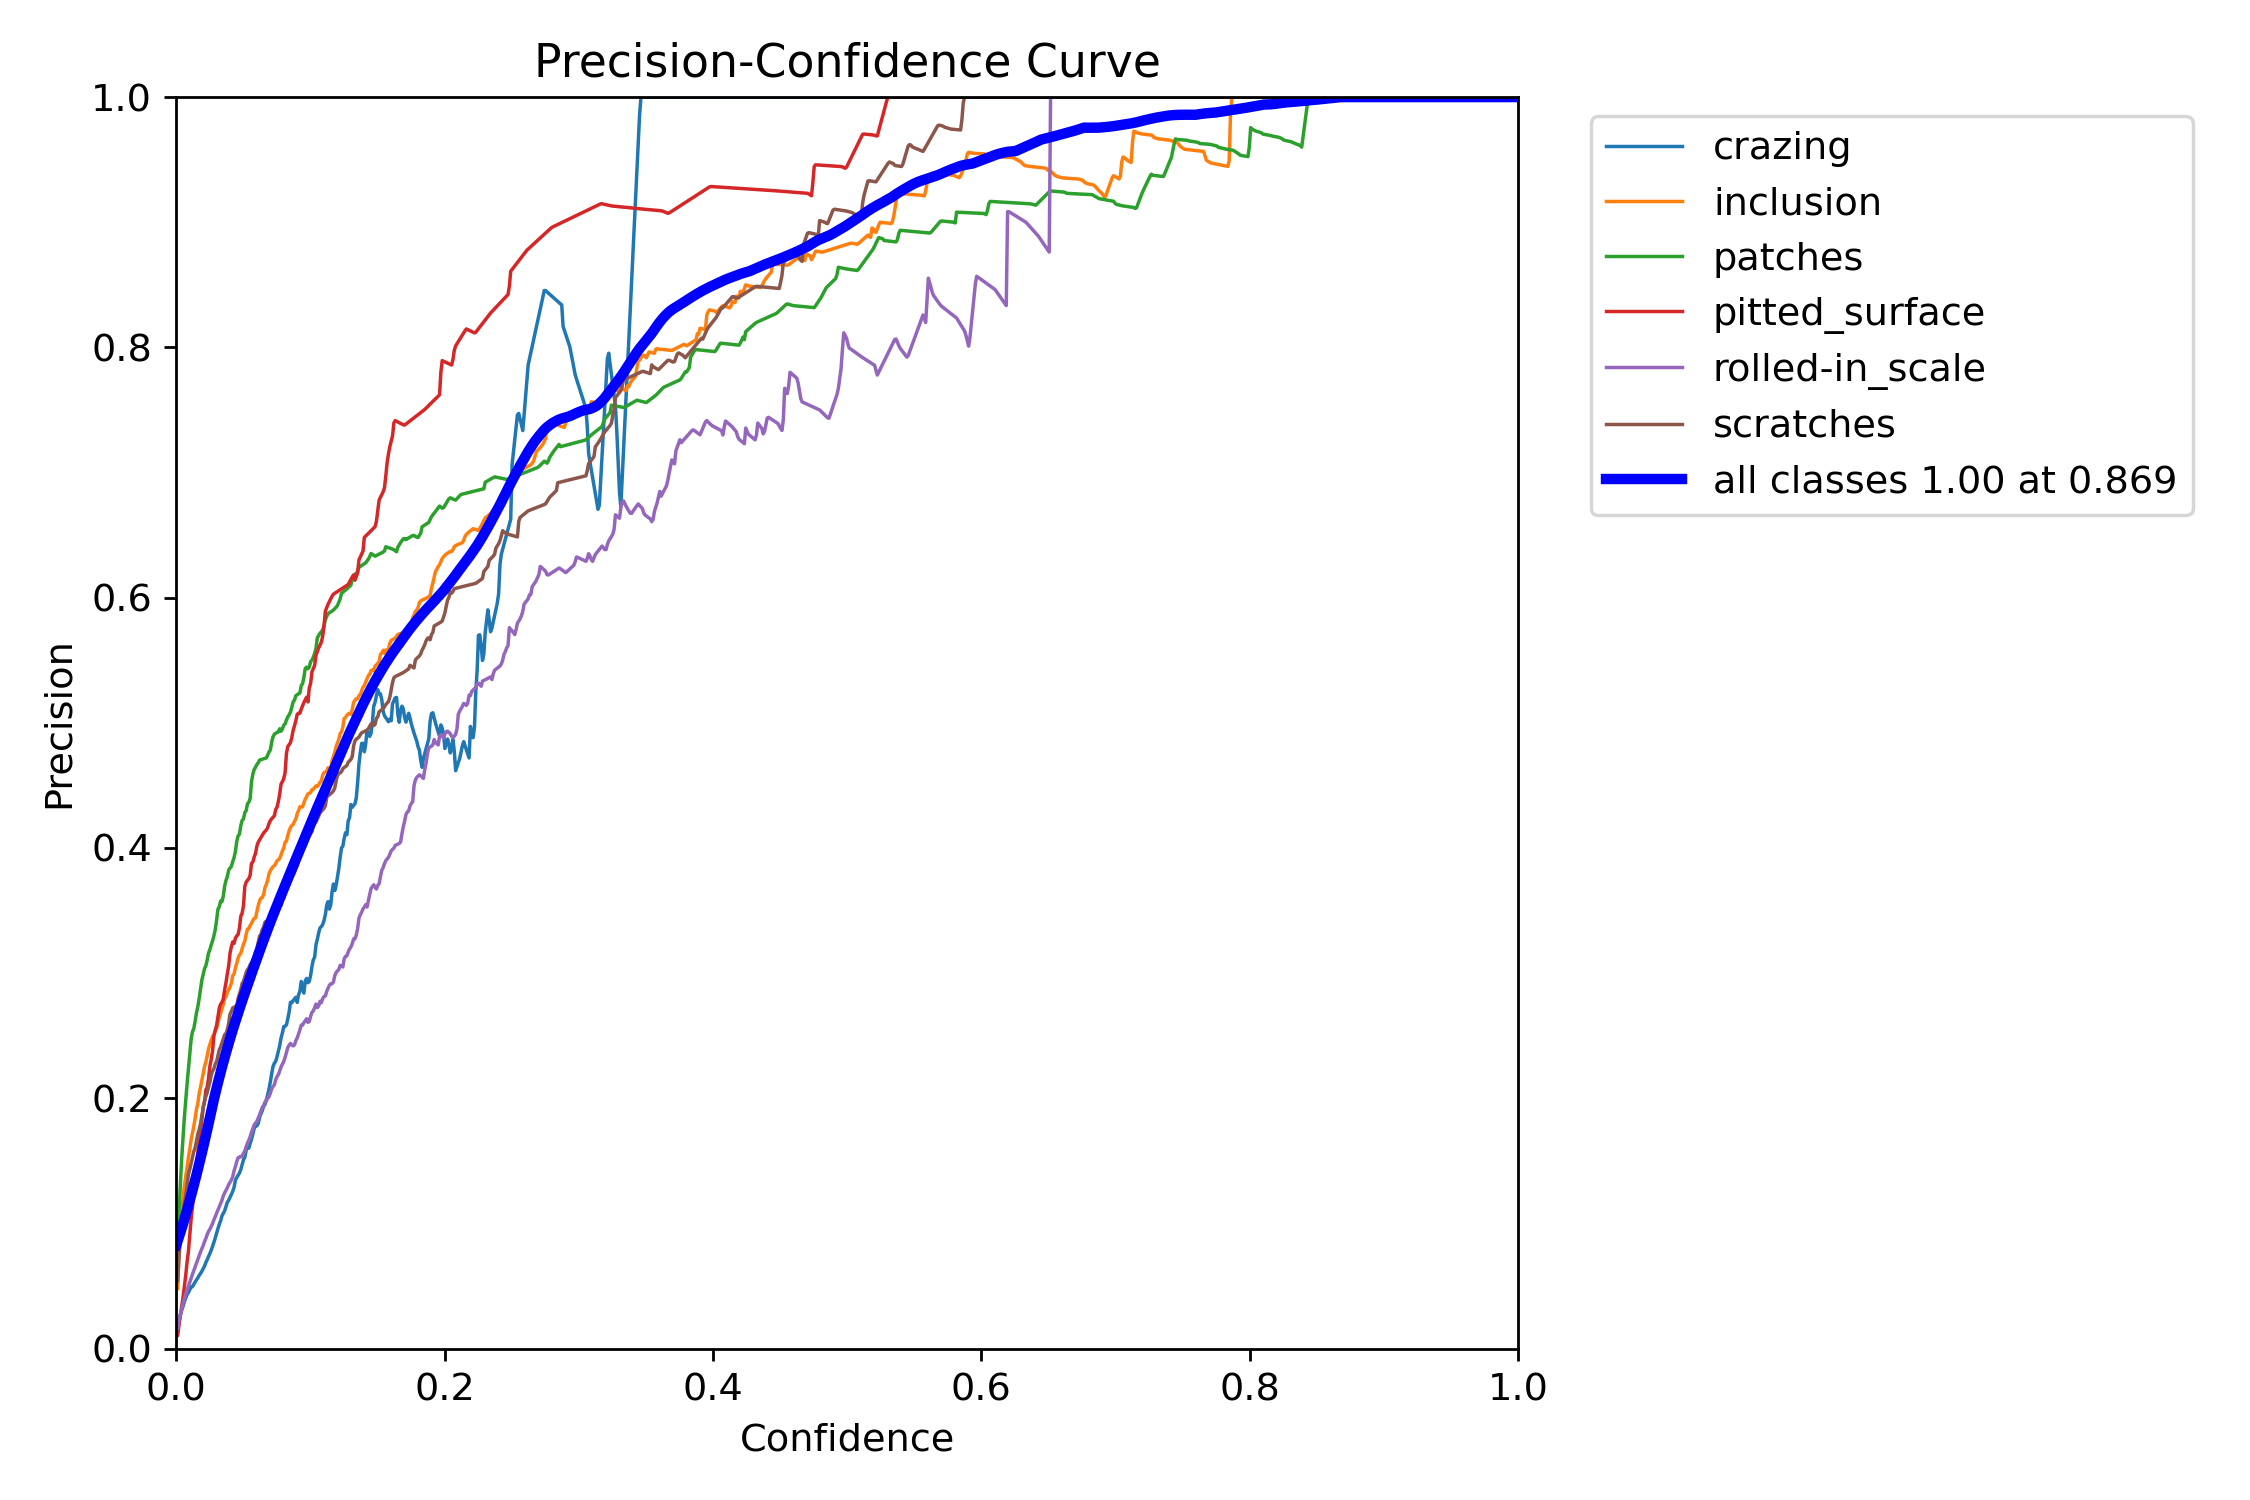 Precision-Confidence Curve
1.0
0.8
0.6
0.4
0.2
0.0
Precision
0.0 0.2 0.4 0.6 0.8 1.0
Confidence
crazing
inclusion
patches
pitted_surface
rolled-in_scale
scratches
all classes 1.00 at 0.869